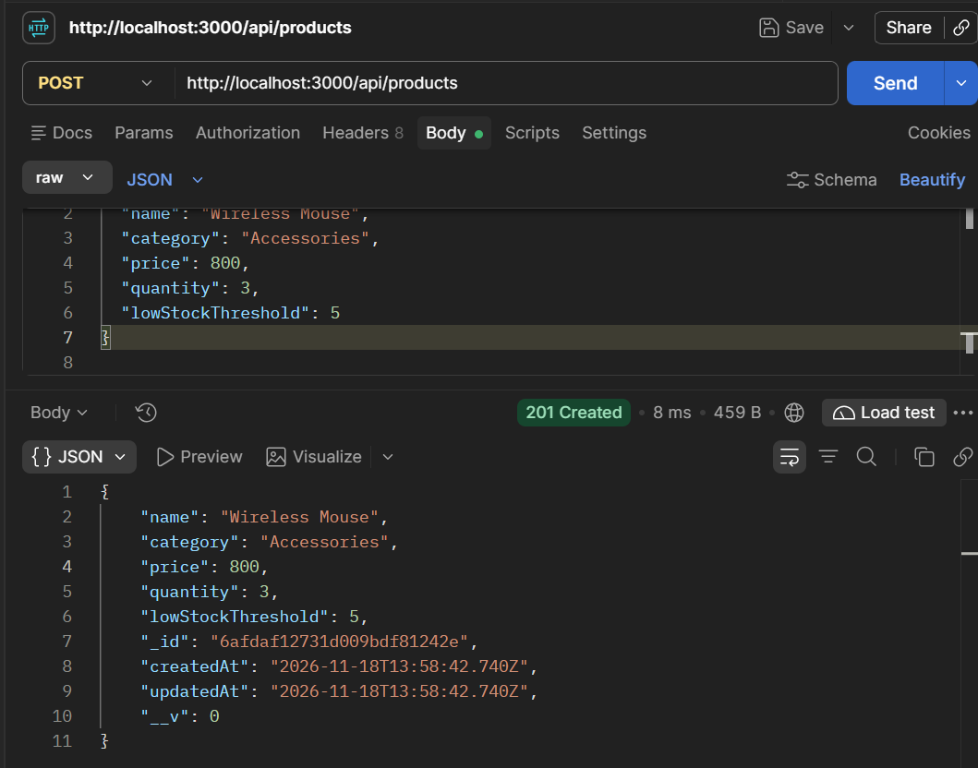 HTTP http://localhost:3000/api/products Save Share
POST http://localhost:3000/api/products Send
Docs Params Authorization Headers 8 Body Scripts Settings Cookies
raw JSON Schema Beautify
2 "name": "Wireless Mouse",
3 "category": "Accessories",
4 "price": 800,
5 "quantity": 3,
6 "lowStockThreshold": 5
7 }
8
Body 201 Created • 8 ms • 459 B • Load test
{} JSON Preview Visualize
1 {
2 "name": "Wireless Mouse",
3 "category": "Accessories",
4 "price": 800,
5 "quantity": 3,
6 "lowStockThreshold": 5,
7 "_id": "6afdaf12731d009bdf81242e",
8 "createdAt": "2026-11-18T13:58:42.740Z",
9 "updatedAt": "2026-11-18T13:58:42.740Z",
10 "__v": 0
11 }